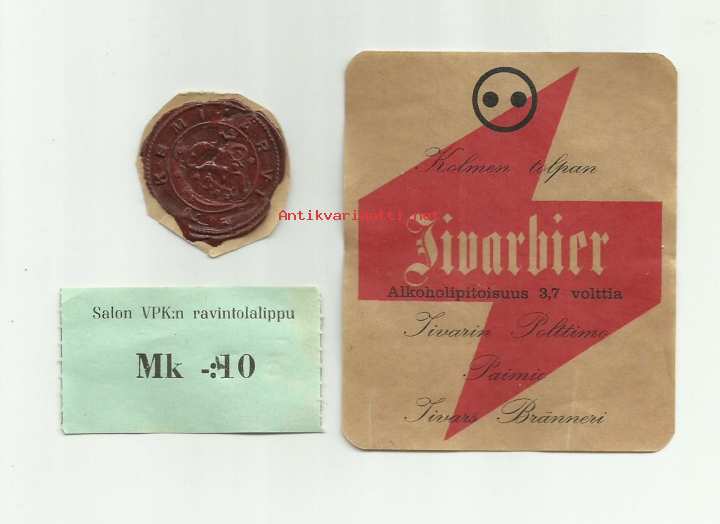 KEMIJÄRVI
Antikvariaatti.net
Salon VPK:n ravintolalippu
Mk -:10
Kolmen tolpan
Iivarbier
Alkoholipitoisuus 3,7 volttia
Iivarin Polttimo
Paimio
Iivars Bränneri